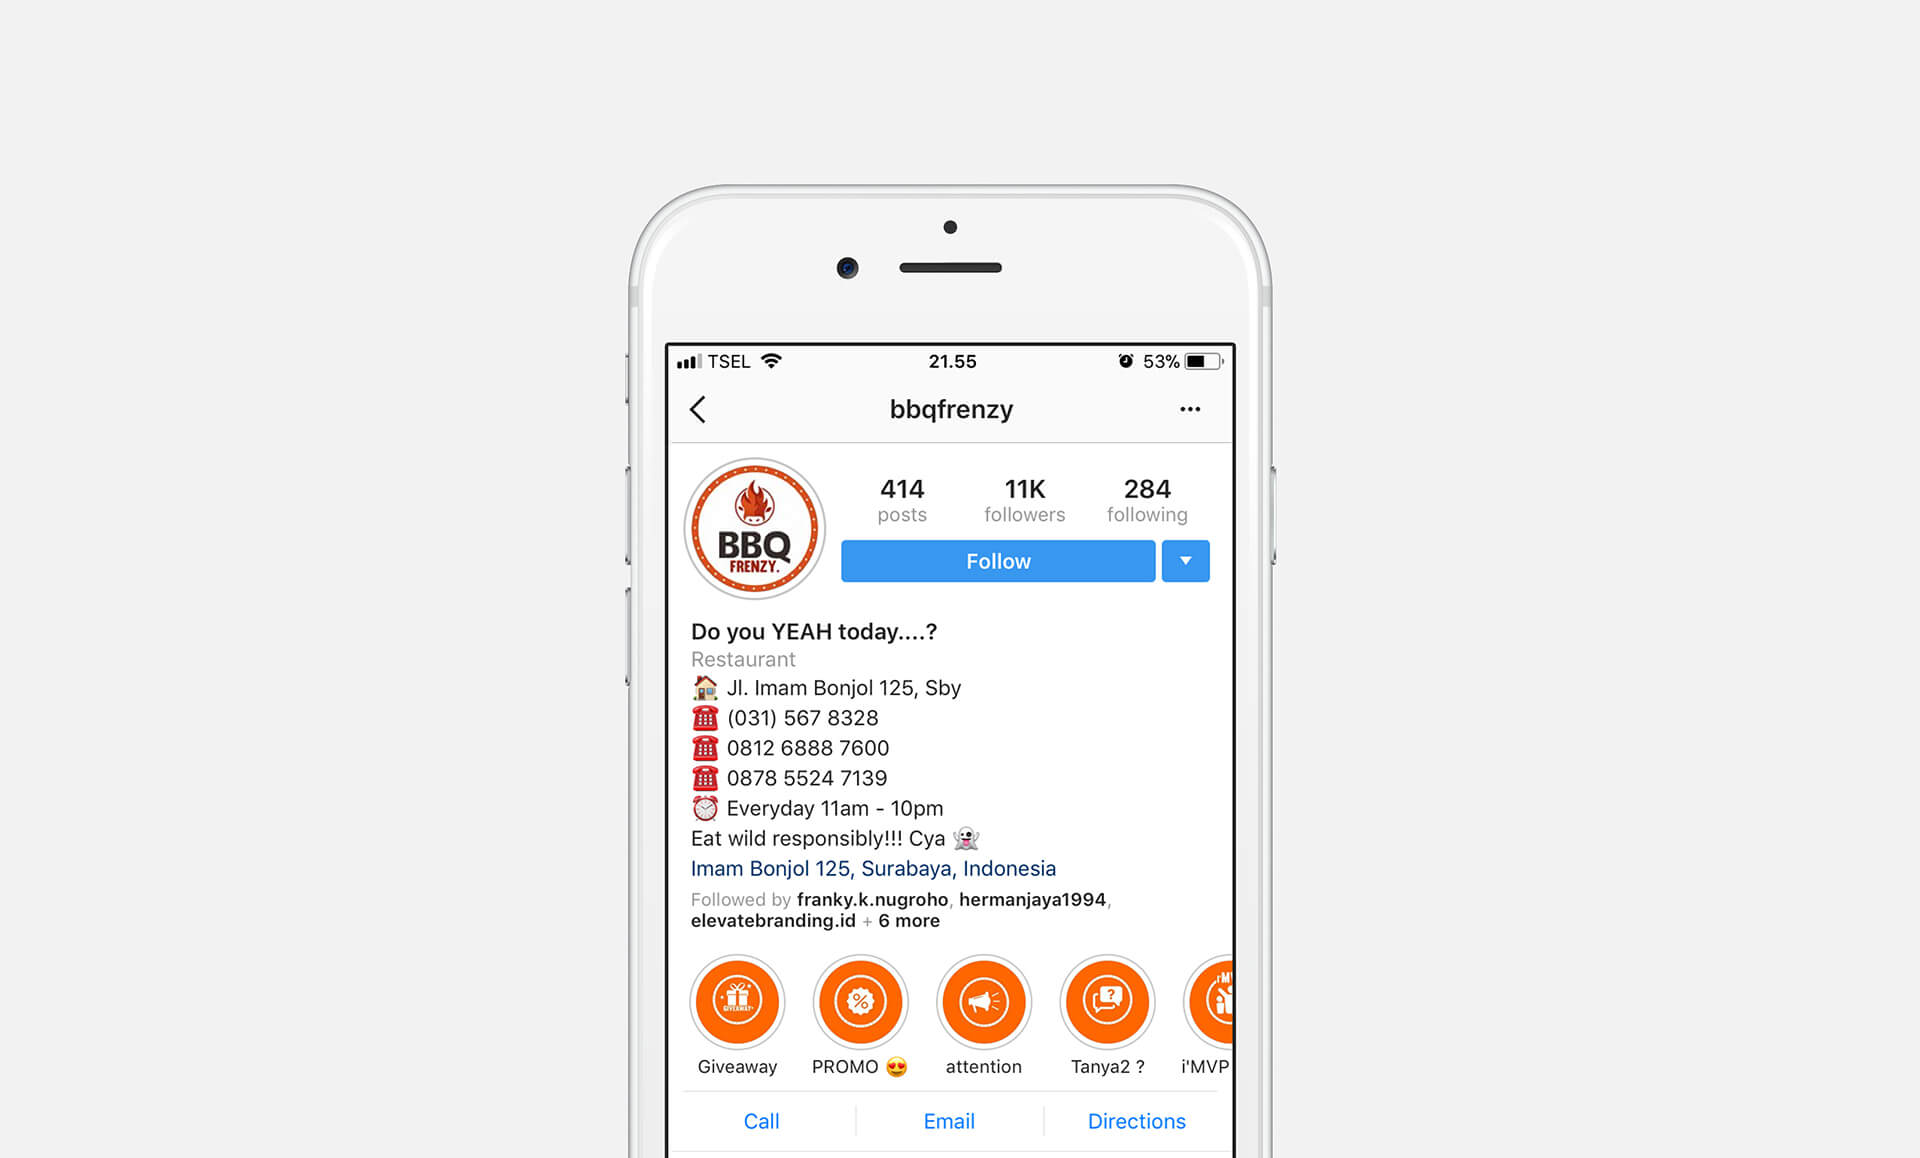 TSEL 21.55 53%
bbqfrenzy
BBQ
FRENZY.
414 11K 284
posts followers following
Follow
Do you YEAH today....?
Restaurant
🏠 Jl. Imam Bonjol 125, Sby
☎️ (031) 567 8328
☎️ 0812 6888 7600
☎️ 0878 5524 7139
⏰ Everyday 11am - 10pm
Eat wild responsibly!!! Cya 👻
Imam Bonjol 125, Surabaya, Indonesia
Followed by franky.k.nugroho, hermanjaya1994,
elevatebranding.id + 6 more
GIVEAWAY
Giveaway PROMO 😍 attention Tanya2 ? i'MVP
Call Email Directions